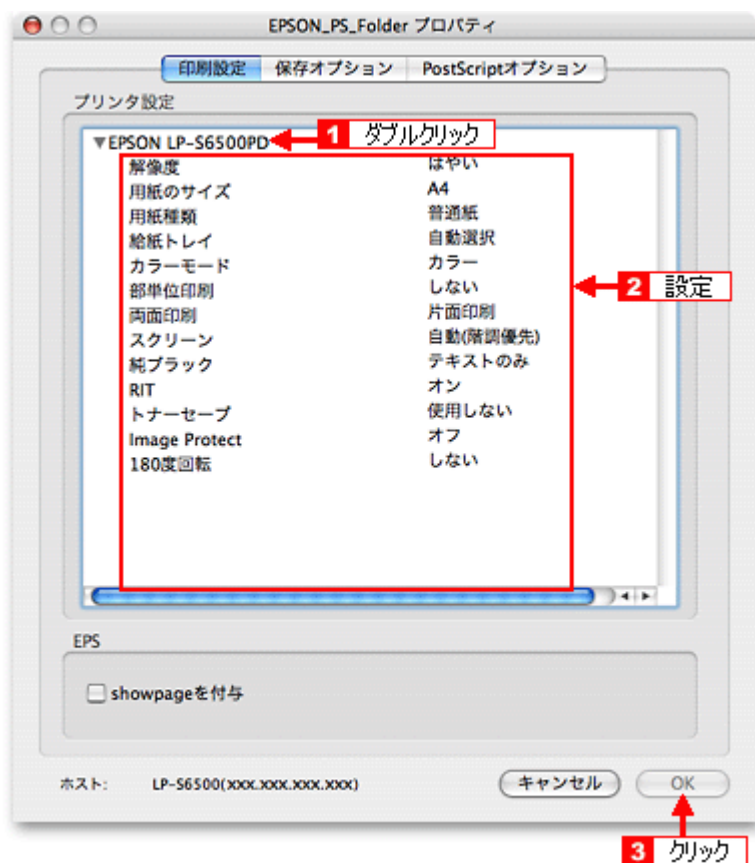 EPSON_PS_Folder プロパティ
印刷設定 保存オプション PostScriptオプション
プリンタ設定
▼EPSON LP-S6500PD 1 ダブルクリック
解像度 はやい
用紙のサイズ A4
用紙種類 普通紙
給紙トレイ 自動選択
カラーモード カラー
部単位印刷 しない
2 設定
両面印刷 片面印刷
スクリーン 自動(階調優先)
純ブラック テキストのみ
RIT オン
トナーセーブ 使用しない
Image Protect オフ
180度回転 しない
EPS
showpageを付与
ホスト: LP-S6500(xxx.xxx.xxx.xxx) キャンセル OK
3 クリック